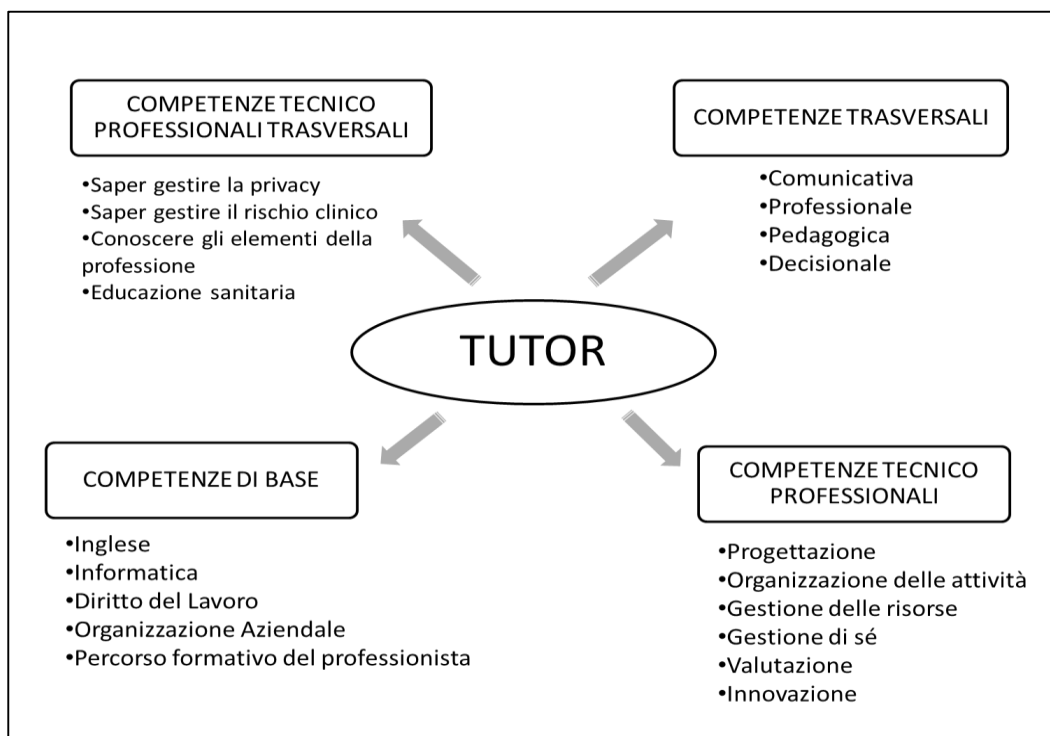 COMPETENZE TECNICO
PROFESSIONALI TRASVERSALI
•Saper gestire la privacy
•Saper gestire il rischio clinico
•Conoscere gli elementi della
professione
•Educazione sanitaria
COMPETENZE TRASVERSALI
•Comunicativa
•Professionale
•Pedagogica
•Decisionale
TUTOR
COMPETENZE DI BASE
•Inglese
•Informatica
•Diritto del Lavoro
•Organizzazione Aziendale
•Percorso formativo del professionista
COMPETENZE TECNICO
PROFESSIONALI
•Progettazione
•Organizzazione delle attività
•Gestione delle risorse
•Gestione di sé
•Valutazione
•Innovazione